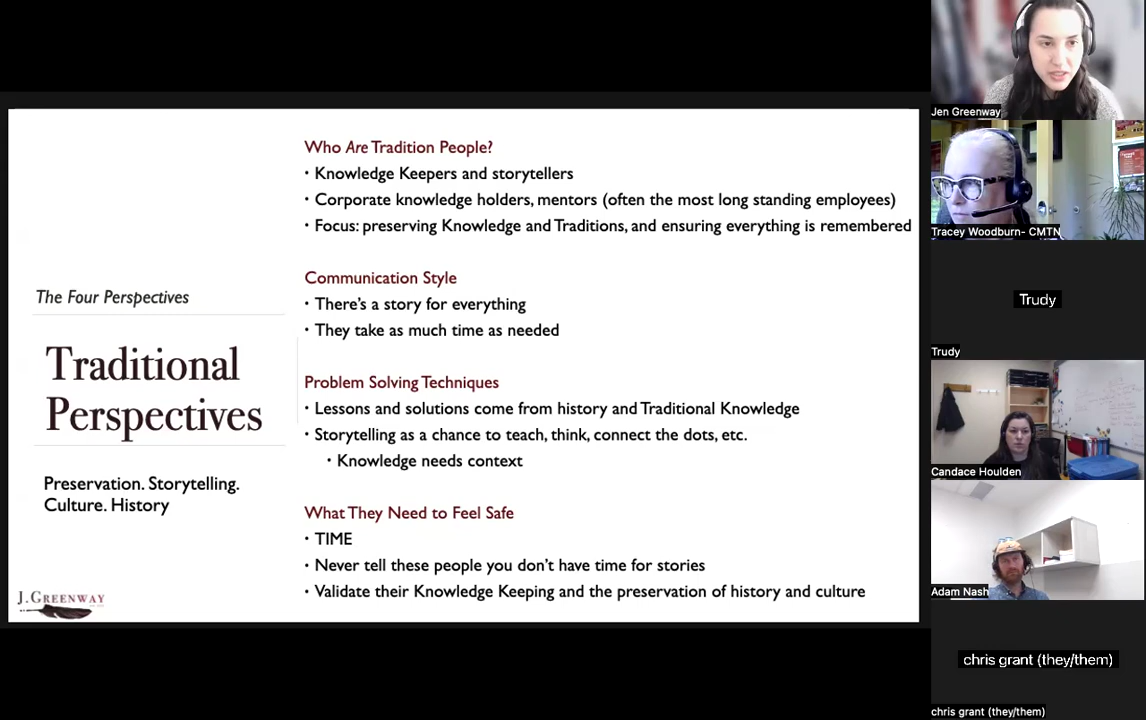 The Four Perspectives
Traditional
Perspectives
Preservation. Storytelling.
Culture. History
J.GREENWAY
Who Are Tradition People?
• Knowledge Keepers and storytellers
• Corporate knowledge holders, mentors (often the most long standing employees)
• Focus: preserving Knowledge and Traditions, and ensuring everything is remembered
Communication Style
• There's a story for everything
• They take as much time as needed
Problem Solving Techniques
• Lessons and solutions come from history and Traditional Knowledge
• Storytelling as a chance to teach, think, connect the dots, etc.
• Knowledge needs context
What They Need to Feel Safe
• TIME
• Never tell these people you don't have time for stories
• Validate their Knowledge Keeping and the preservation of history and culture
Jen Greenway
Tracey Woodburn- CMTN
Trudy
Trudy
Candace Houlden
Adam Nash
chris grant (they/them)
chris grant (they/them)